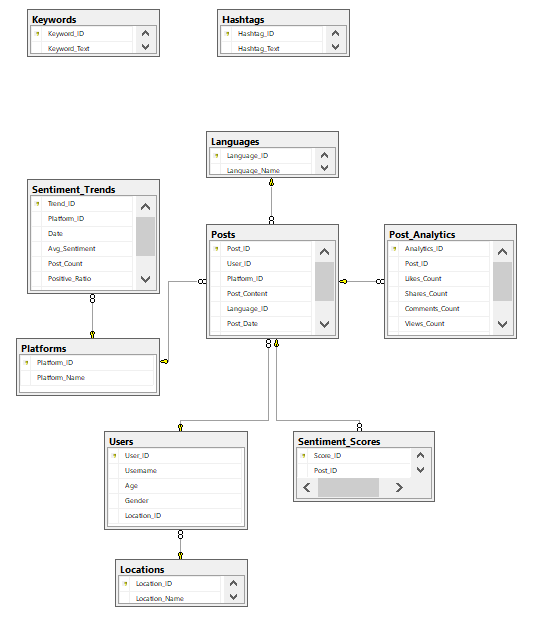 Keywords
Keyword_ID
Keyword_Text
Hashtags
Hashtag_ID
Hashtag_Text
Languages
Language_ID
Language_Name
Sentiment_Trends
Trend_ID
Platform_ID
Date
Avg_Sentiment
Post_Count
Positive_Ratio
Posts
Post_ID
User_ID
Platform_ID
Post_Content
Language_ID
Post_Date
Post_Analytics
Analytics_ID
Post_ID
Likes_Count
Shares_Count
Comments_Count
Views_Count
Platforms
Platform_ID
Platform_Name
Users
User_ID
Username
Age
Gender
Location_ID
Sentiment_Scores
Score_ID
Post_ID
Locations
Location_ID
Location_Name